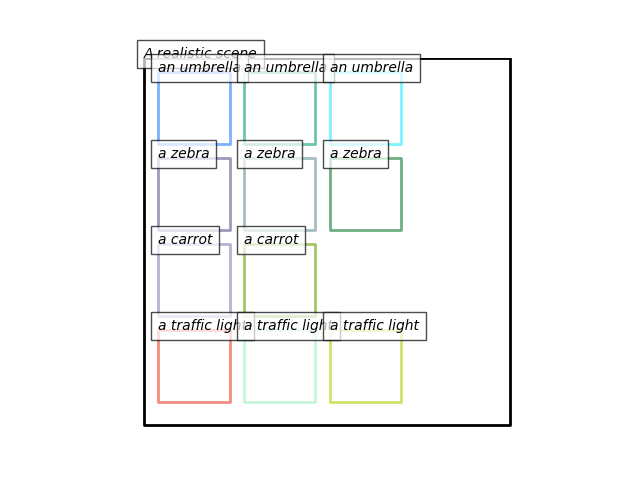 A realistic scene
an umbrella an umbrella an umbrella
a zebra a zebra a zebra
a carrot a carrot
a traffic light a traffic light a traffic light